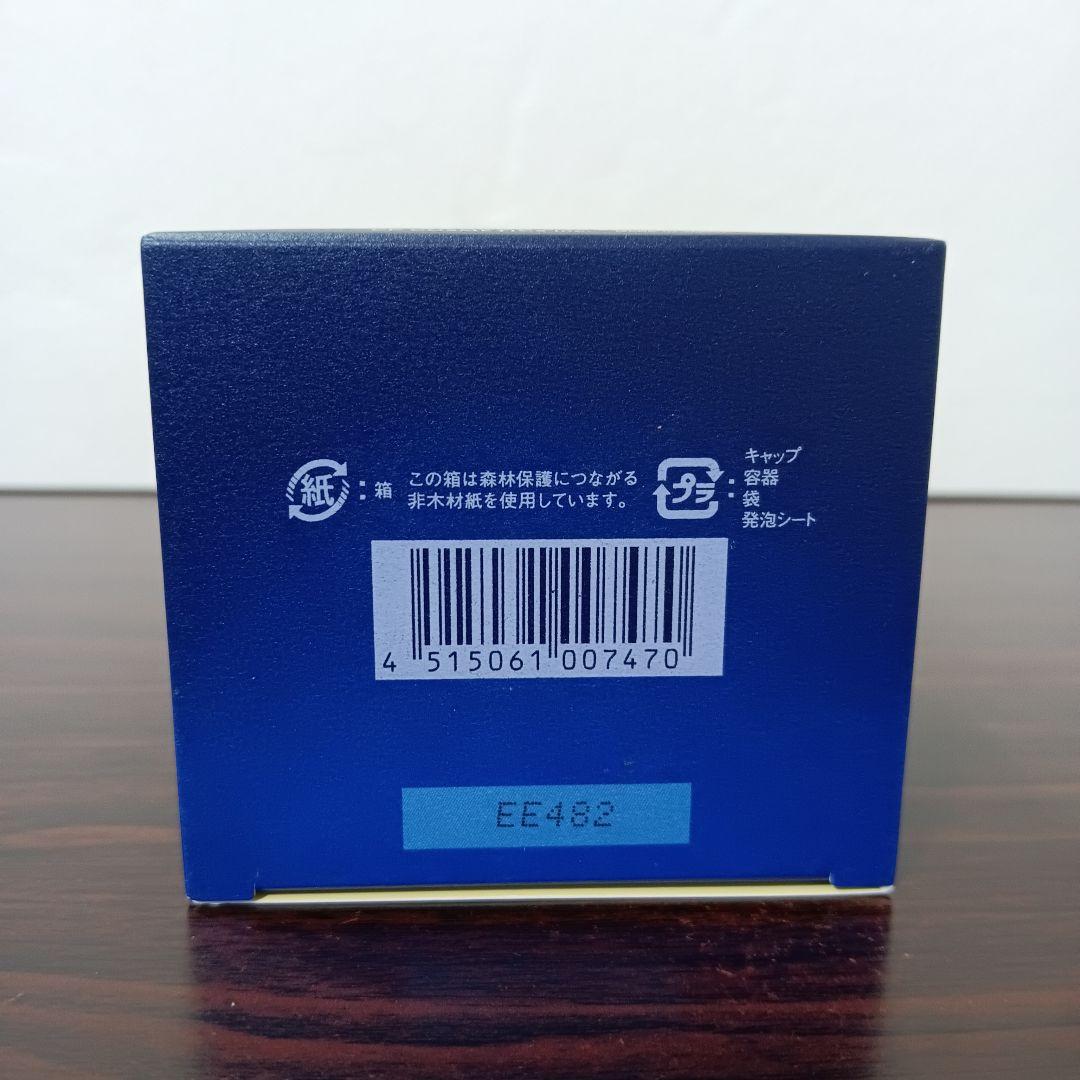 紙 : 箱
この箱は森林保護につながる
非木材紙を使用しています。
プラ :
キャップ
容器
袋
発泡シート
4 515061 007470
EE482